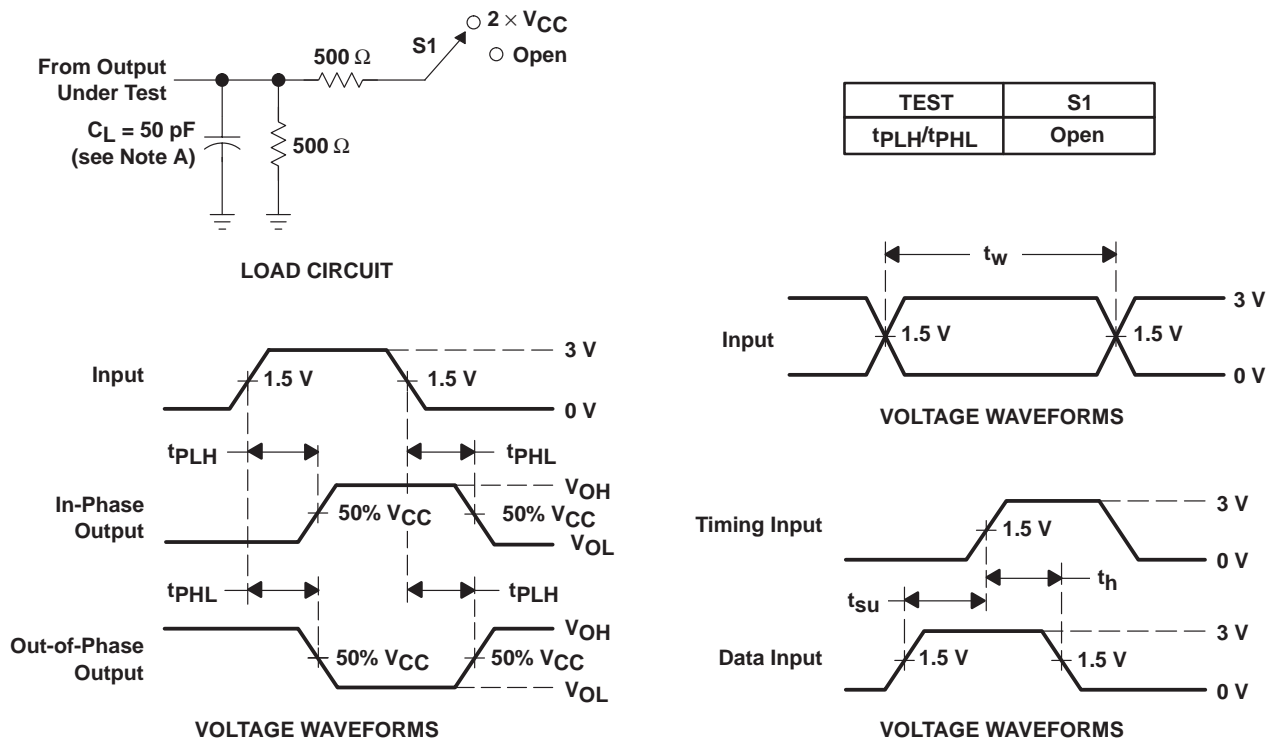 2 × VCC
S1
Open
500 Ω
From Output
Under Test
CL = 50 pF
(see Note A)
500 Ω
LOAD CIRCUIT
TEST S1
tPLH/tPHL Open
tw
3 V
Input 1.5 V 1.5 V
0 V
VOLTAGE WAVEFORMS
3 V
Input 1.5 V 1.5 V
0 V
tPLH tPHL
VOH
In-Phase
Output
50% VCC 50% VCC
VOL
tPHL tPLH
VOH
Out-of-Phase
Output
50% VCC 50% VCC
VOL
VOLTAGE WAVEFORMS
3 V
Timing Input 1.5 V
0 V
th
tsu
3 V
Data Input 1.5 V 1.5 V
0 V
VOLTAGE WAVEFORMS